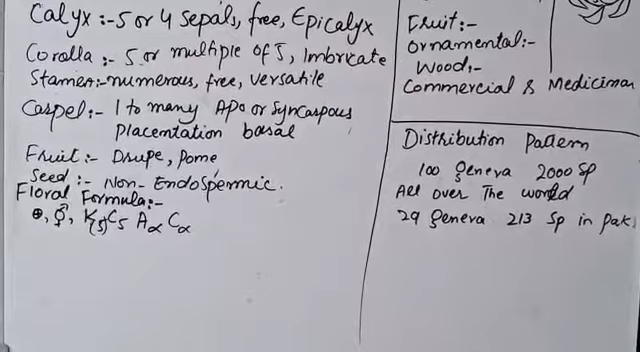 Calyx :- 5 or 4 Sepals, free, Epicalyx
Corolla :- 5 or multiple of 5, Imbricate
Stamen:- numerous, free, versatile
Carpel:- 1 to many Apo or Syncarpous
Placentation basal
Fruit:- Drupe, Pome
Seed :- Non-Endospermic.
Floral Formula:-
⊕, ⚥, K(5) C5 Aα Cα
Fruit:-
Ornamental:-
Wood:-
Commercial & Medicinan
Distribution Pattern
100 Genera 2000 Sp
All over The world
29 Genera 213 Sp in Pak